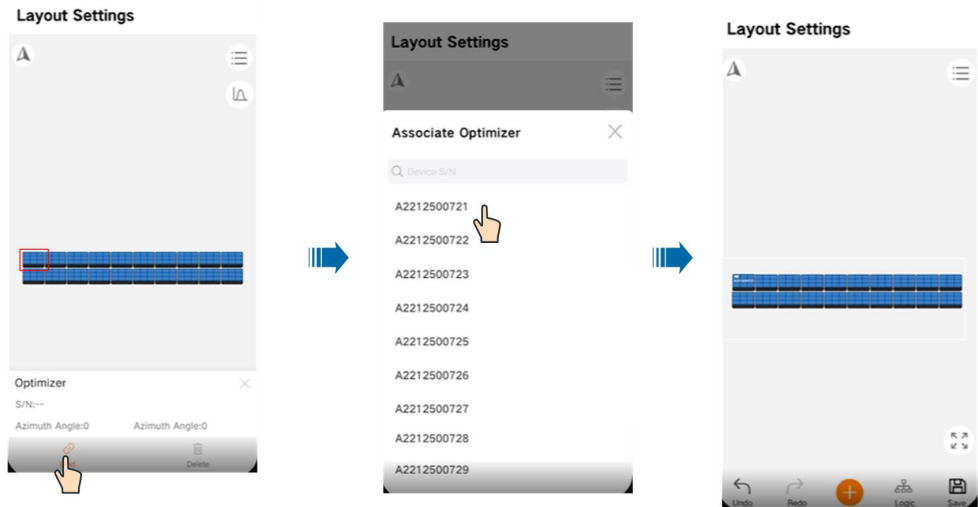 Layout Settings
Optimizer
S/N:--
Azimuth Angle:0 Azimuth Angle:0
Delete
Layout Settings
Associate Optimizer
Device S/N
A2212500721
A2212500722
A2212500723
A2212500724
A2212500725
A2212500726
A2212500727
A2212500728
A2212500729
Layout Settings
Undo Redo Logic Save